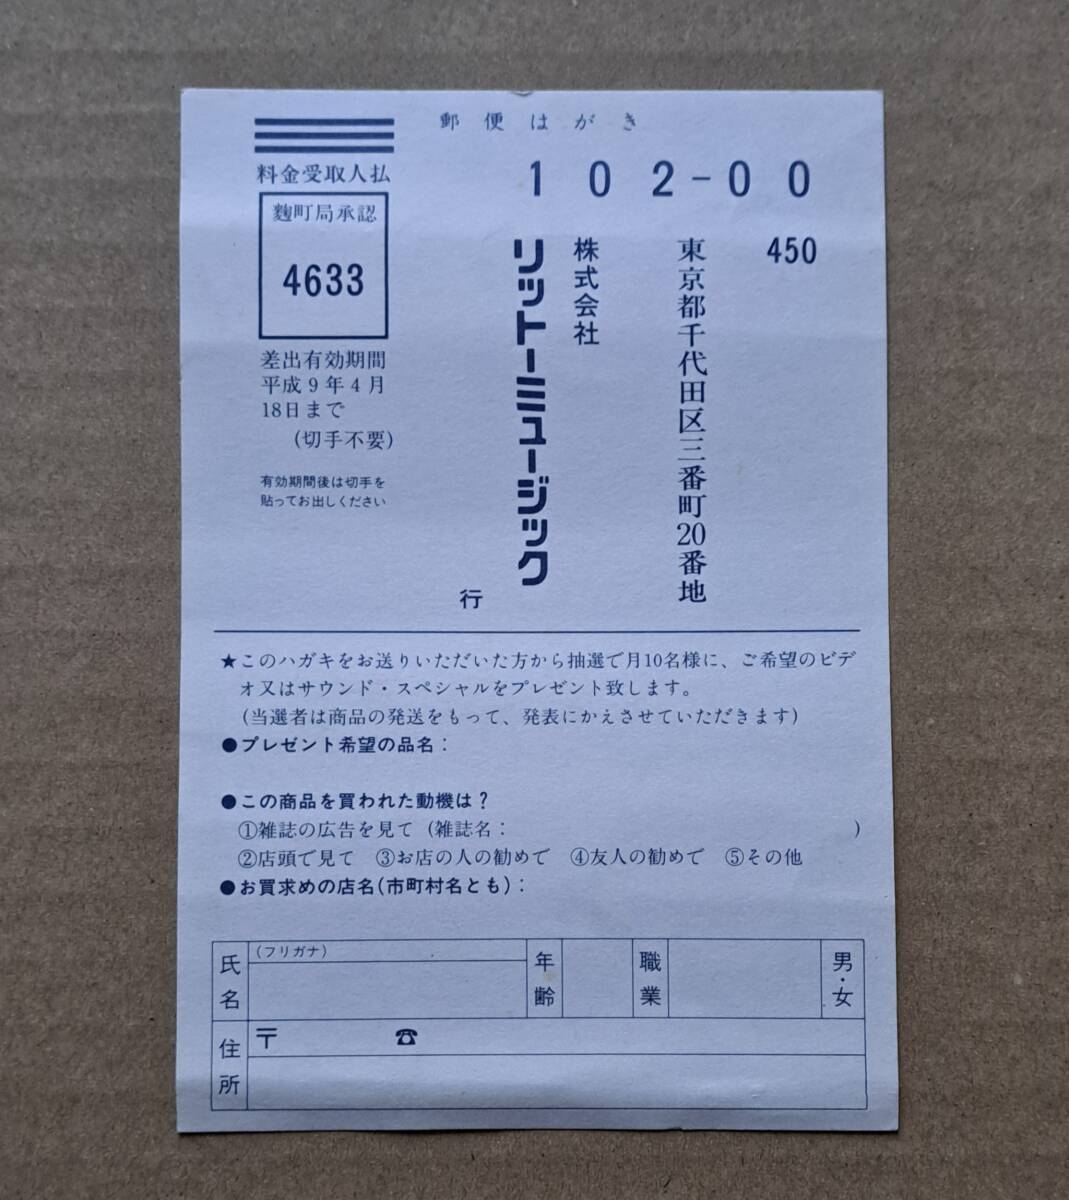 郵便はがき
料金受取人払
麹町局承認
4633
差出有効期間
平成9年4月
18日まで
(切手不要)
有効期間後は切手を
貼ってお出しください
102-00
450
東京都千代田区三番町20番地
株式会社
リットーミュージック
行
★このハガキをお送りいただいた方から抽選で月10名様に、ご希望のビデ
オ又はサウンド・スペシャルをプレゼント致します。
(当選者は商品の発送をもって、発表にかえさせていただきます)
●プレゼント希望の品名：
●この商品を買われた動機は？
①雑誌の広告を見て (雑誌名： )
②店頭で見て ③お店の人の勧めで ④友人の勧めで ⑤その他
●お買求めの店名(市町村名とも)：
氏名
(フリガナ)
年齢
職業
男・女
住所
〒 ☎